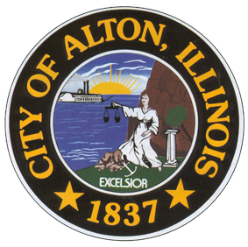 CITY OF ALTON, ILLINOIS
EXCELSIOR
1837